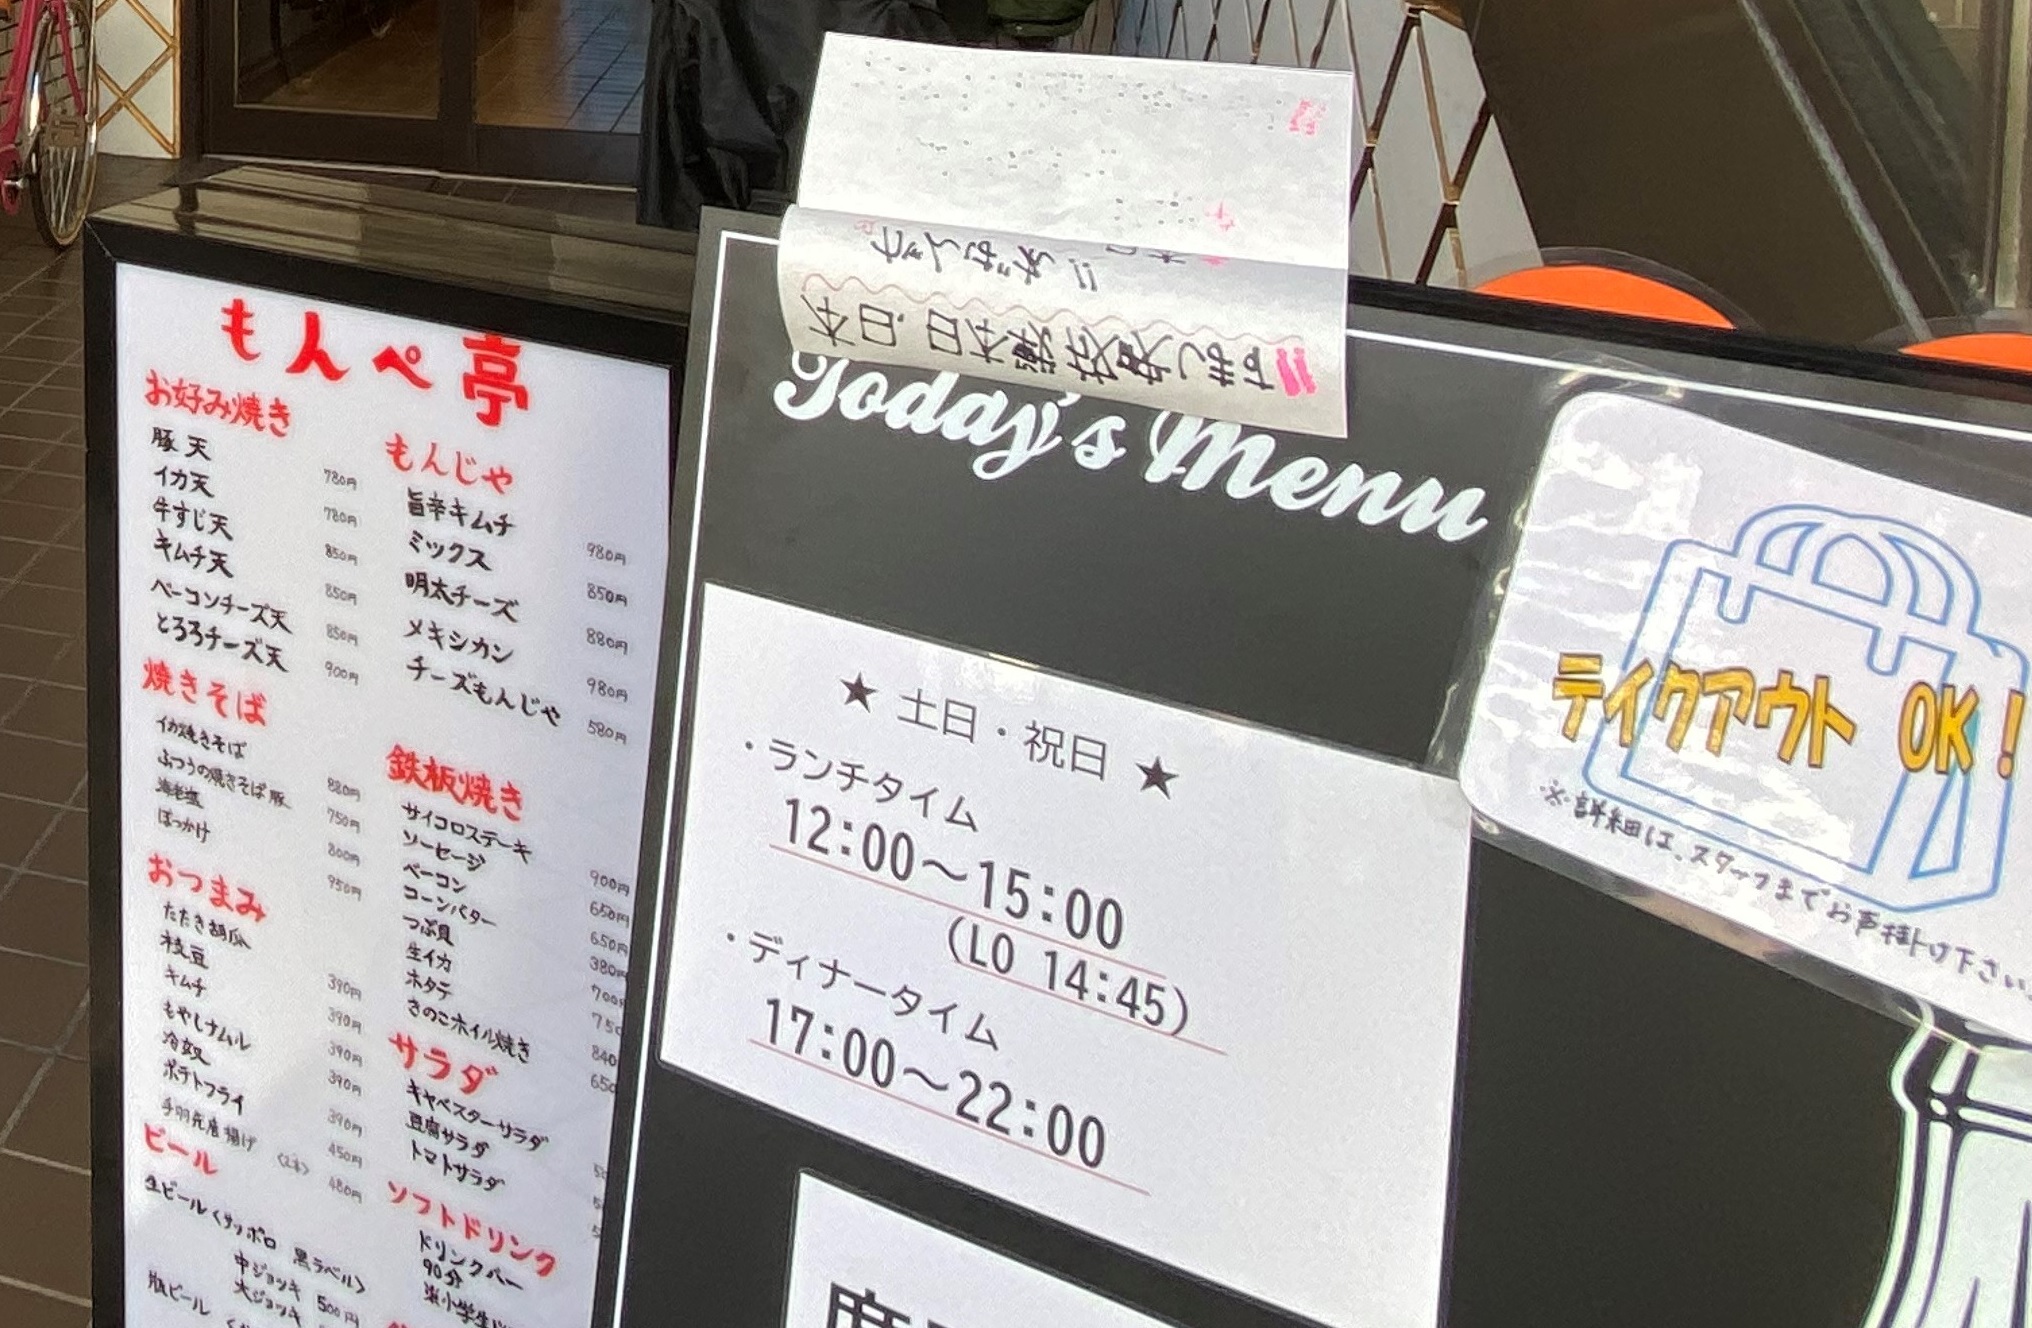 もんぺ亭
お好み焼き
豚天 780円
イカ天 780円
牛すじ天 850円
キムチ天 850円
ベーコンチーズ天 850円
とろろチーズ天 900円
焼きそば
イカ焼きそば 880円
ふつうの焼きそば 豚 750円
海老塩 800円
ぼっかけ 950円
おつまみ
たたき胡瓜 390円
枝豆 390円
キムチ 390円
もやしナムル 390円
冷奴 390円
ポテトフライ 450円
手羽先唐揚げ 〈2本〉 480円
ビール
生ビール〈サッポロ 黒ラベル〉
中ジョッキ 500円
大ジョッキ
瓶ビール
もんじゃ
旨辛キムチ 980円
ミックス 850円
明太チーズ 880円
メキシカン 980円
チーズもんじゃ 580円
鉄板焼き
サイコロステーキ 900円
ソーセージ 650円
ベーコン 650円
コーンバター 380円
つぶ貝 700円
生イカ 750
ホタテ 840
きのこホイル焼き 650
サラダ
キャベスターサラダ
豆腐サラダ
トマトサラダ
ソフトドリンク
ドリンクバー
90分
Today's Menu
★ 土日・祝日 ★
・ランチタイム
12:00～15:00
(LO 14:45)
・ディナータイム
17:00～22:00
テイクアウト OK!
※詳細は、スタッフまでお声掛け下さい。